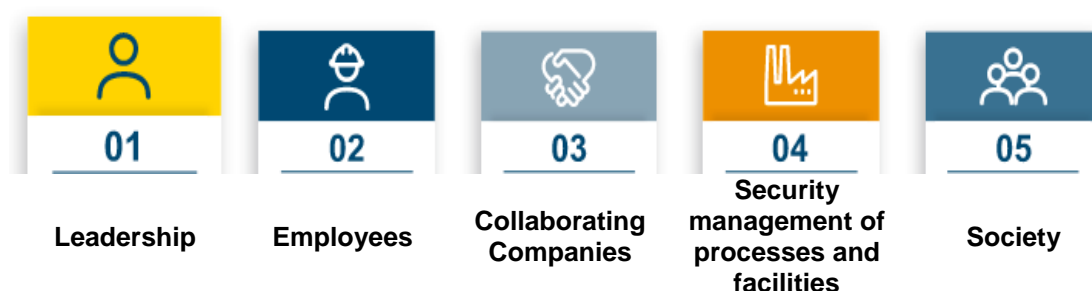 01
Leadership
02
Employees
03
Collaborating
Companies
04
Security
management of
processes and
facilities
05
Society